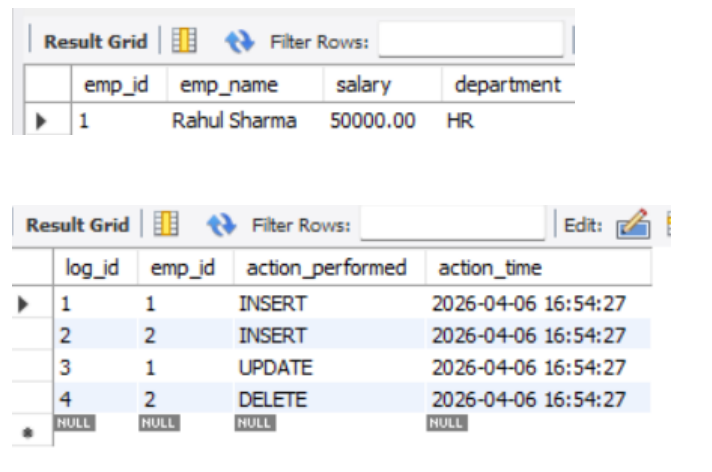 Result Grid Filter Rows:
emp_id emp_name salary department
1 Rahul Sharma 50000.00 HR
Result Grid Filter Rows: Edit:
log_id emp_id action_performed action_time
1 1 INSERT 2026-04-06 16:54:27
2 2 INSERT 2026-04-06 16:54:27
3 1 UPDATE 2026-04-06 16:54:27
4 2 DELETE 2026-04-06 16:54:27
NULL NULL NULL NULL